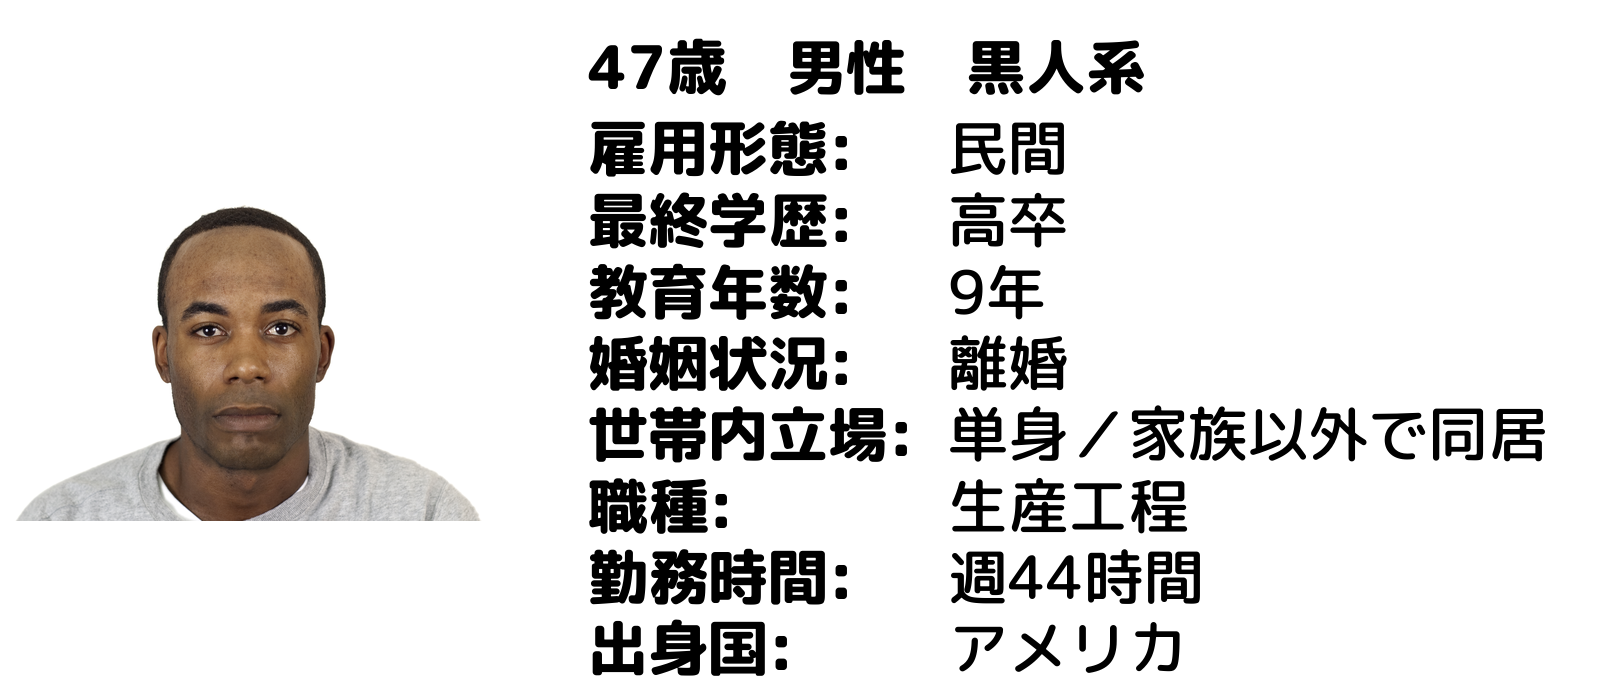 47歳　男性　黒人系
雇用形態:　民間
最終学歴:　高卒
教育年数:　9年
婚姻状況:　離婚
世帯内立場:　単身／家族以外で同居
職種:　生産工程
勤務時間:　週44時間
出身国:　アメリカ